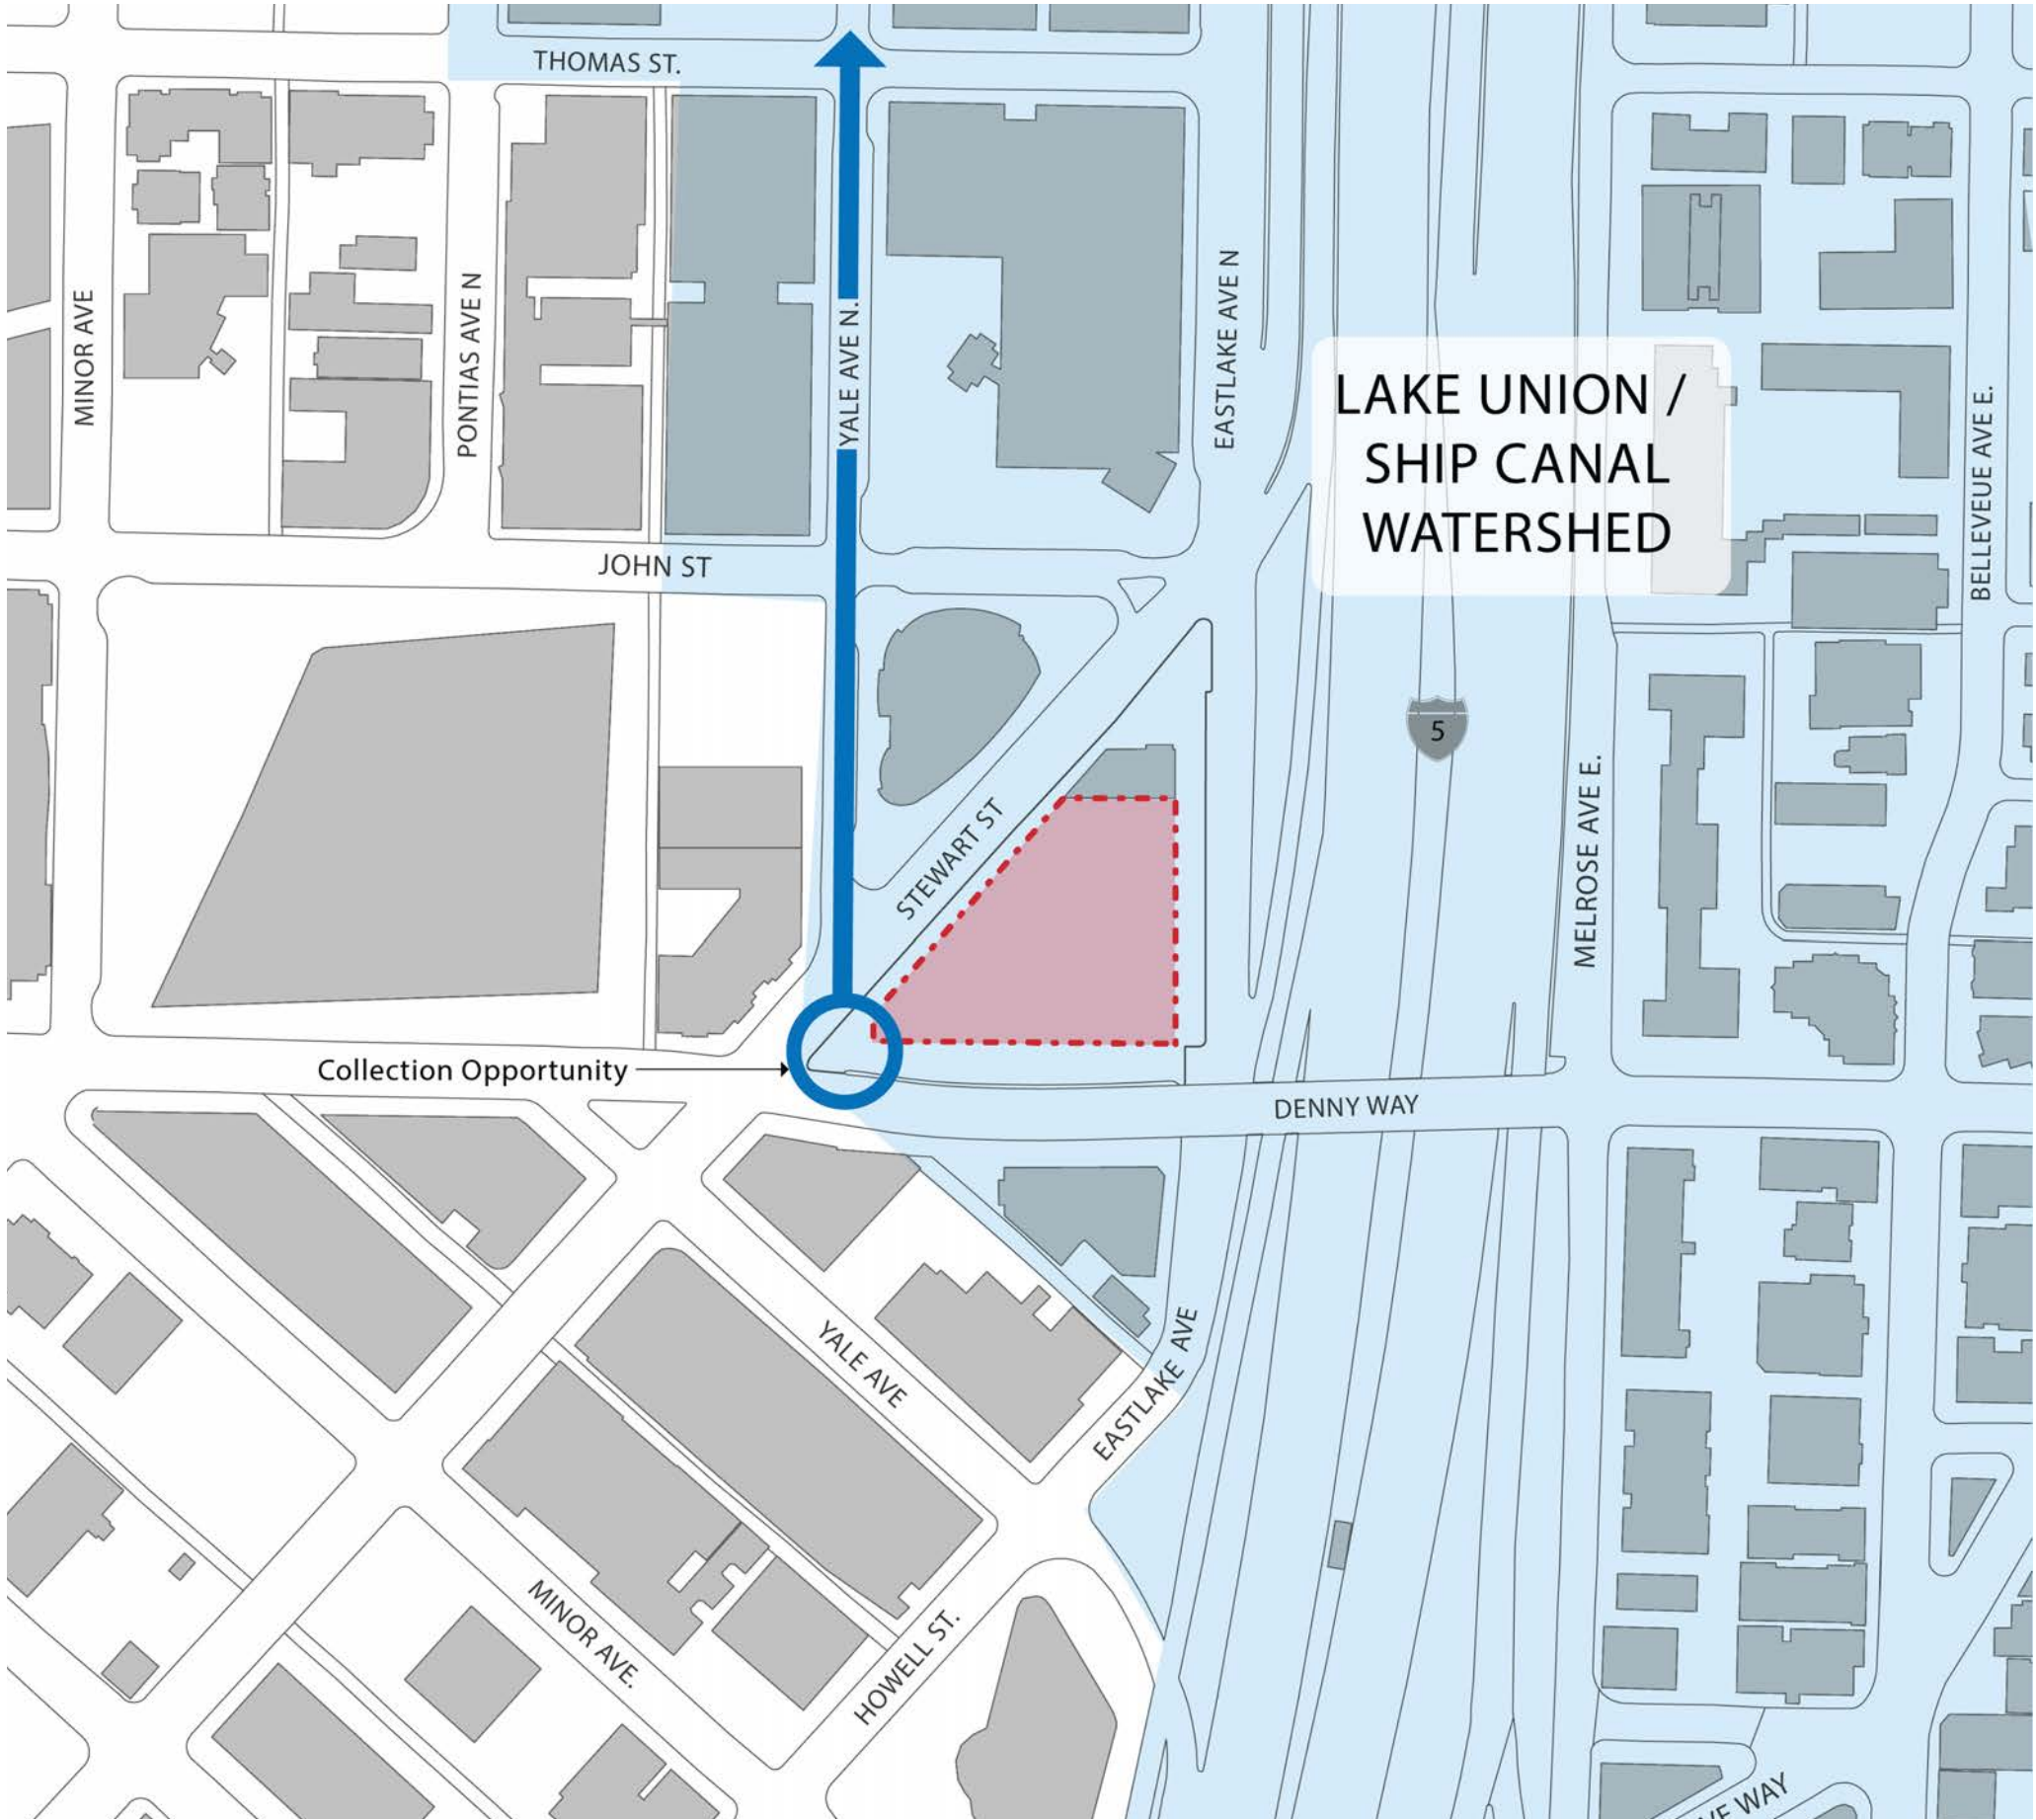 THOMAS ST.
MINOR AVE
PONTIAS AVE N
YALE AVE N.
EASTLAKE AVE N
LAKE UNION /
SHIP CANAL
WATERSHED
BELLEVEUE AVE E.
JOHN ST
5
STEWART ST
MELROSE AVE E.
Collection Opportunity
DENNY WAY
YALE AVE
EASTLAKE AVE
MINOR AVE.
HOWELL ST.
WAY